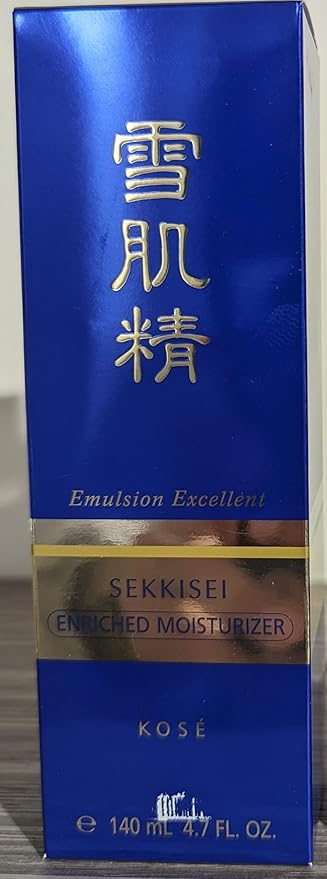 雪
肌
精
Emulsion Excellent
SEKKISEI
ENRICHED MOISTURIZER
KOSÉ
℮ 140 mL 4.7 FL. OZ.